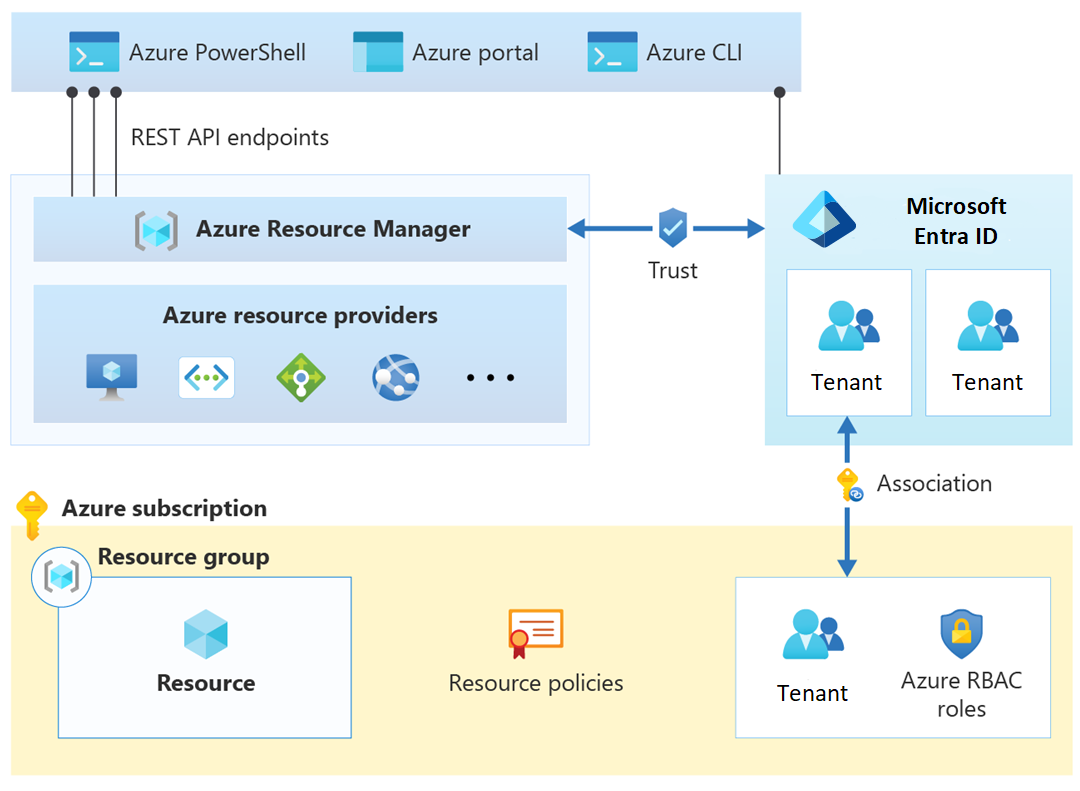 Azure PowerShell
Azure portal
Azure CLI
REST API endpoints
Azure Resource Manager
Trust
Microsoft
Entra ID
Azure resource providers
Tenant
Tenant
Association
Azure subscription
Resource group
Resource
Resource policies
Tenant
Azure RBAC
roles